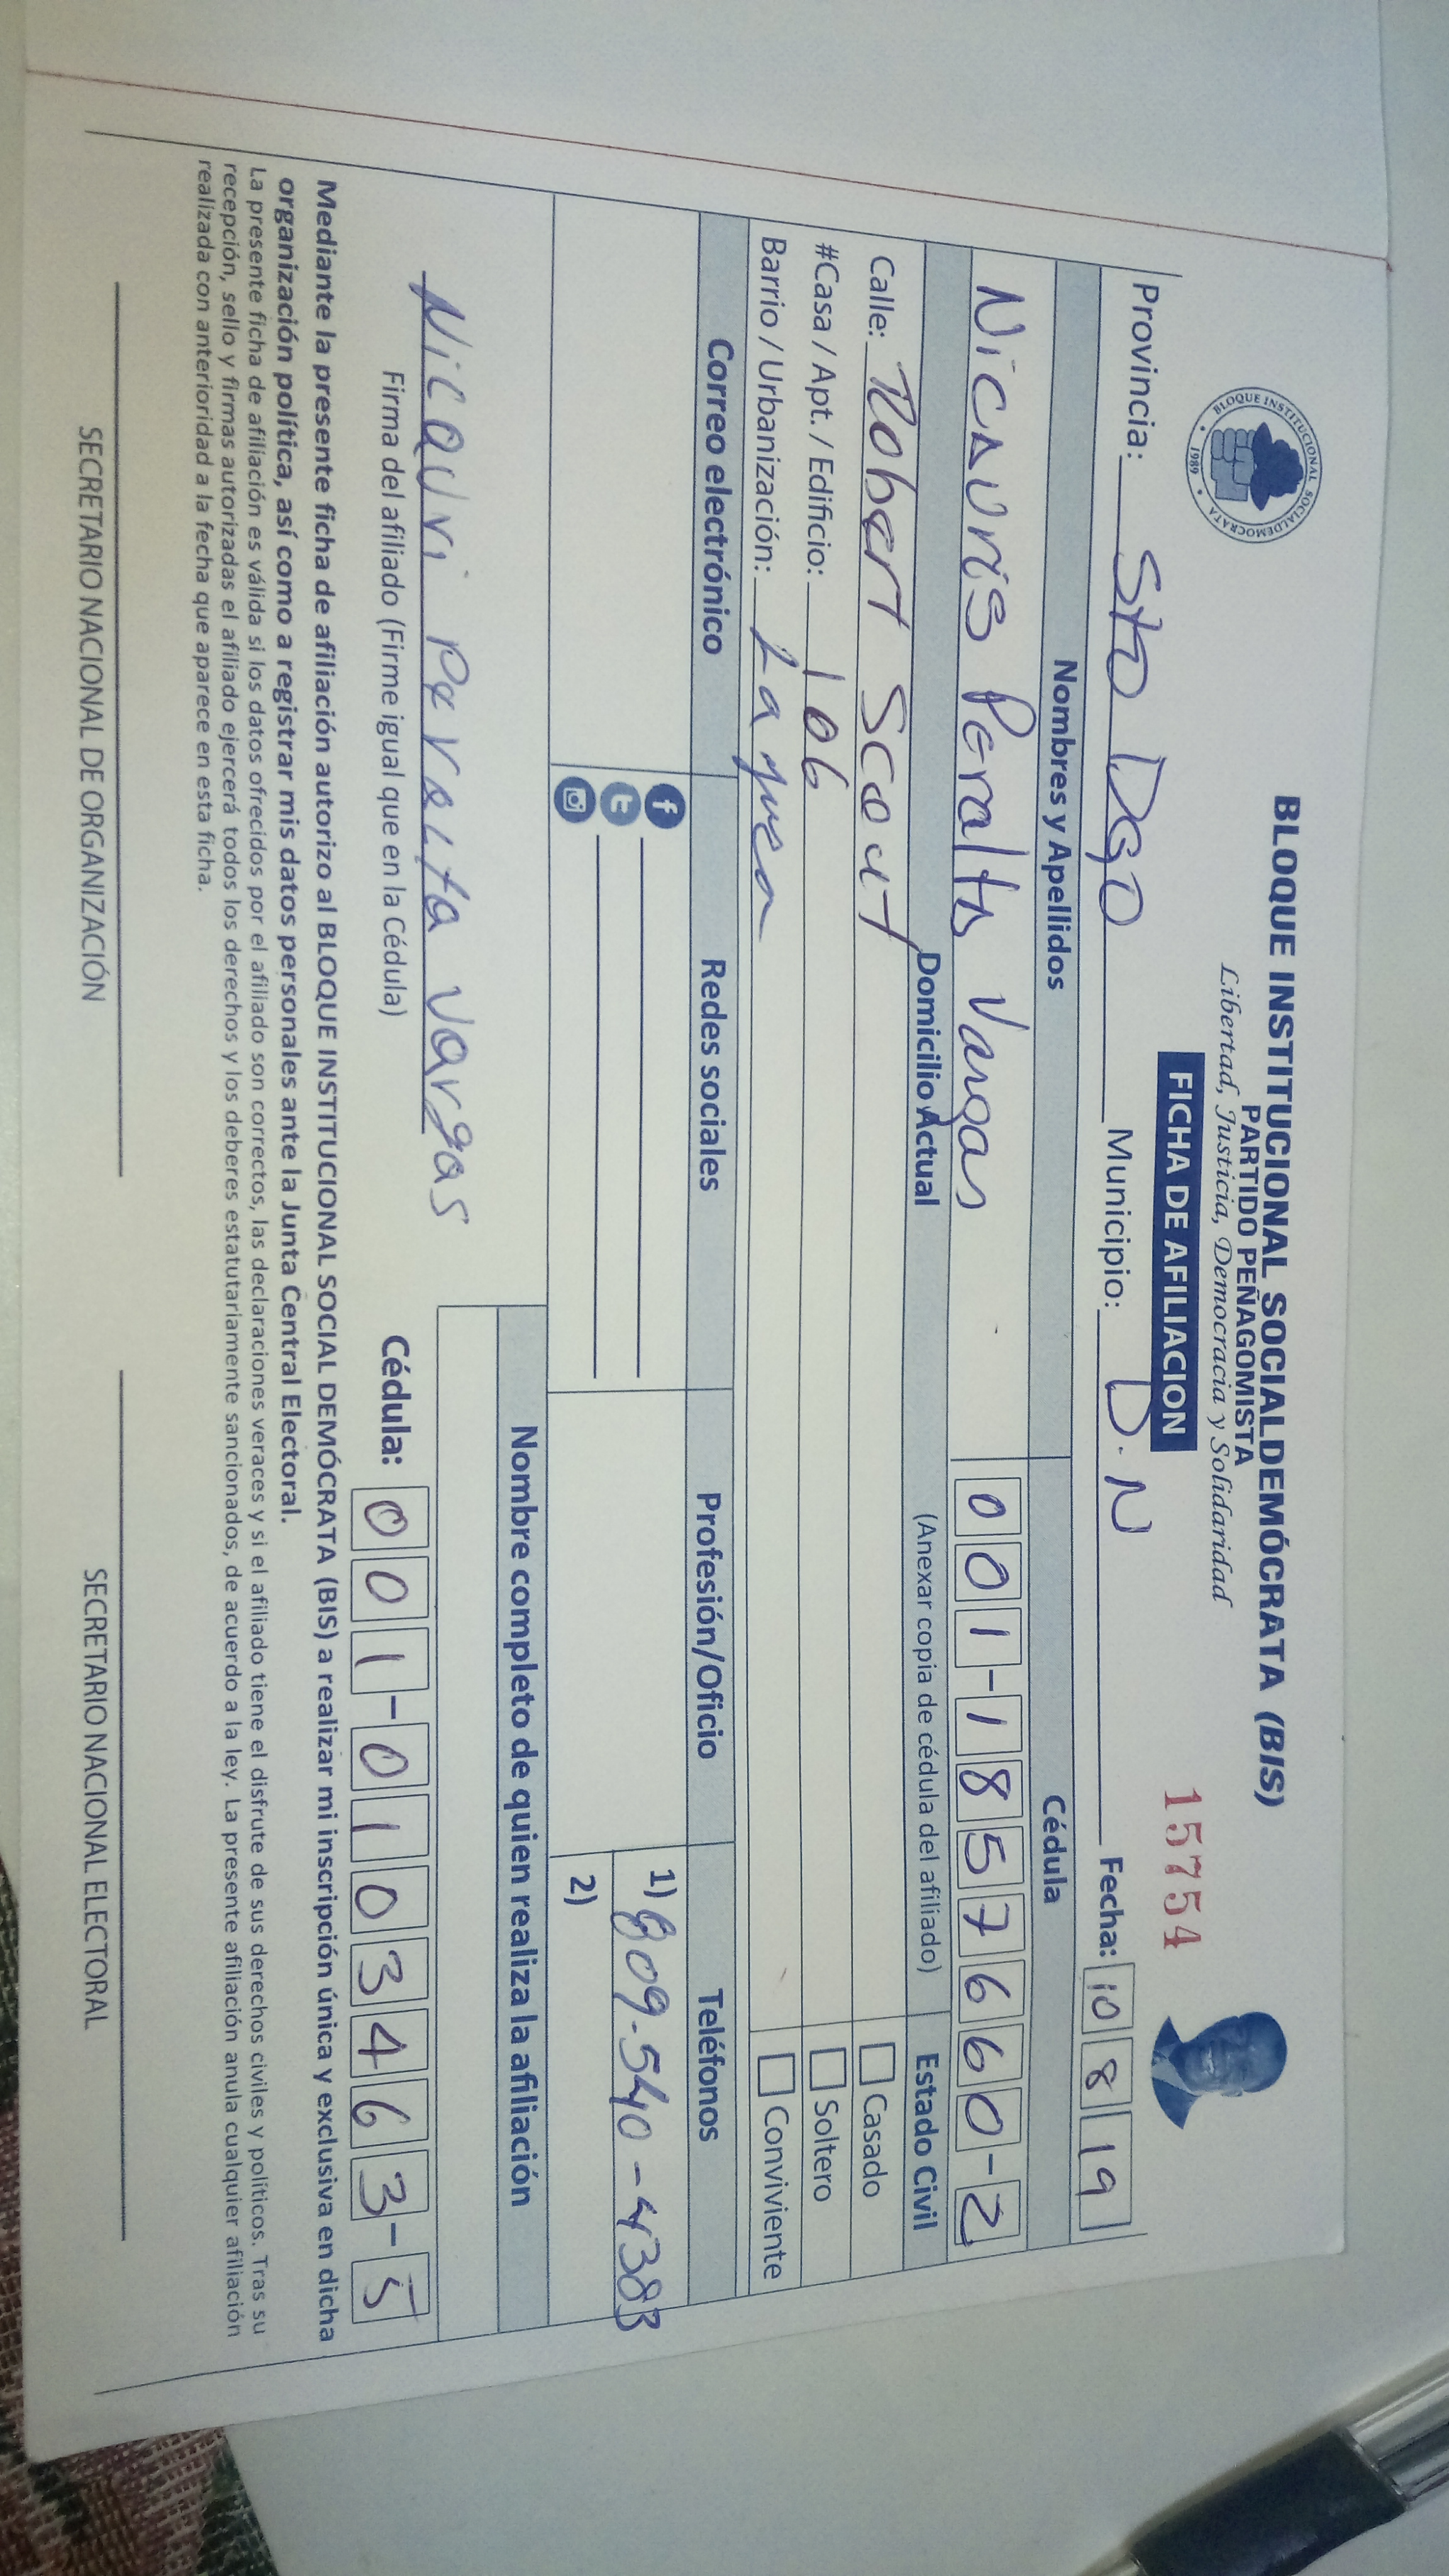 BLOQUE INSTITUCIONAL SOCIALDEMÓCRATA
• 1989 •
BLOQUE INSTITUCIONAL SOCIALDEMÓCRATA (BIS)
PARTIDO PEÑAGOMISTA
Libertad, Justicia, Democracia y Solidaridad
FICHA DE AFILIACION
15754
Provincia: Sto Dgo Municipio: D.N Fecha: 10 8 19
Nombres y Apellidos Cédula
Nicauris Peralta Vargas 001-1857660-2
Domicilio Actual (Anexar copia de cédula del afiliado) Estado Civil
Calle: Robert Scout Casado
#Casa / Apt. / Edificio: 106 Soltero
Barrio / Urbanización: La Conviviente
Correo electrónico Redes sociales Profesión/Oficio Teléfonos
1) 809-540-4383
2)
Nombre completo de quien realiza la afiliación
Nicauri Peralta Vargas
Firma del afiliado (Firme igual que en la Cédula) Cédula: 001-0103463-5
Mediante la presente ficha de afiliación autorizo al BLOQUE INSTITUCIONAL SOCIAL DEMÓCRATA (BIS) a realizar mi inscripción única y exclusiva en dicha
organización política, así como a registrar mis datos personales ante la Junta Central Electoral.
La presente ficha de afiliación es válida si los datos ofrecidos por el afiliado son correctos, las declaraciones veraces y si el afiliado tiene el disfrute de sus derechos civiles y políticos. Tras su
recepción, sello y firmas autorizadas el afiliado ejercerá todos los derechos y los deberes estatutariamente sancionados, de acuerdo a la ley. La presente afiliación anula cualquier afiliación
realizada con anterioridad a la fecha que aparece en esta ficha.
SECRETARIO NACIONAL DE ORGANIZACIÓN SECRETARIO NACIONAL ELECTORAL